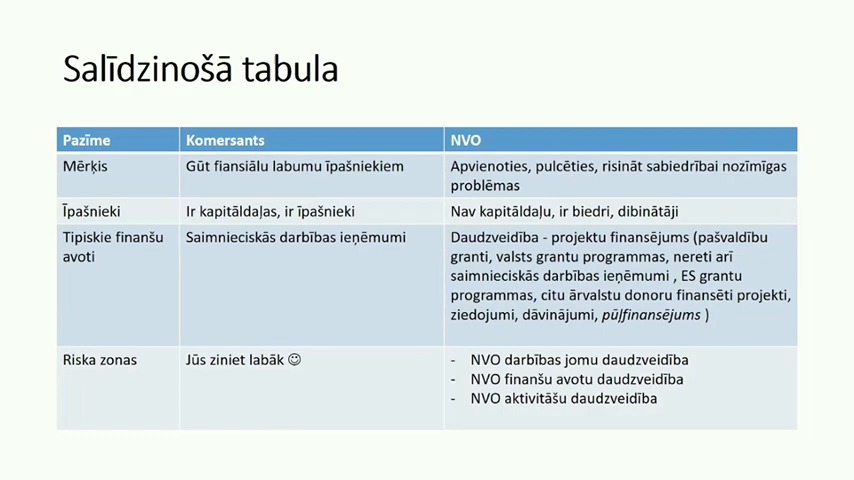 Salīdzinošā tabula
Pazīme Komersants NVO
Mērķis Gūt fiansiālu labumu īpašniekiem Apvienoties, pulcēties, risināt sabiedrībai nozīmīgas
problēmas
Īpašnieki Ir kapitāldaļas, ir īpašnieki Nav kapitāldaļu, ir biedri, dibinātāji
Tipiskie finanšu Saimnieciskās darbības ieņēmumi Daudzveidība - projektu finansējums (pašvaldību
avoti granti, valsts grantu programmas, nereti arī
saimnieciskās darbības ieņēmumi , ES grantu
programmas, citu ārvalstu donoru finansēti projekti,
ziedojumi, dāvinājumi, pūļfinansējums )
Riska zonas Jūs ziniet labāk ☺ - NVO darbības jomu daudzveidība
- NVO finanšu avotu daudzveidība
- NVO aktivitāšu daudzveidība